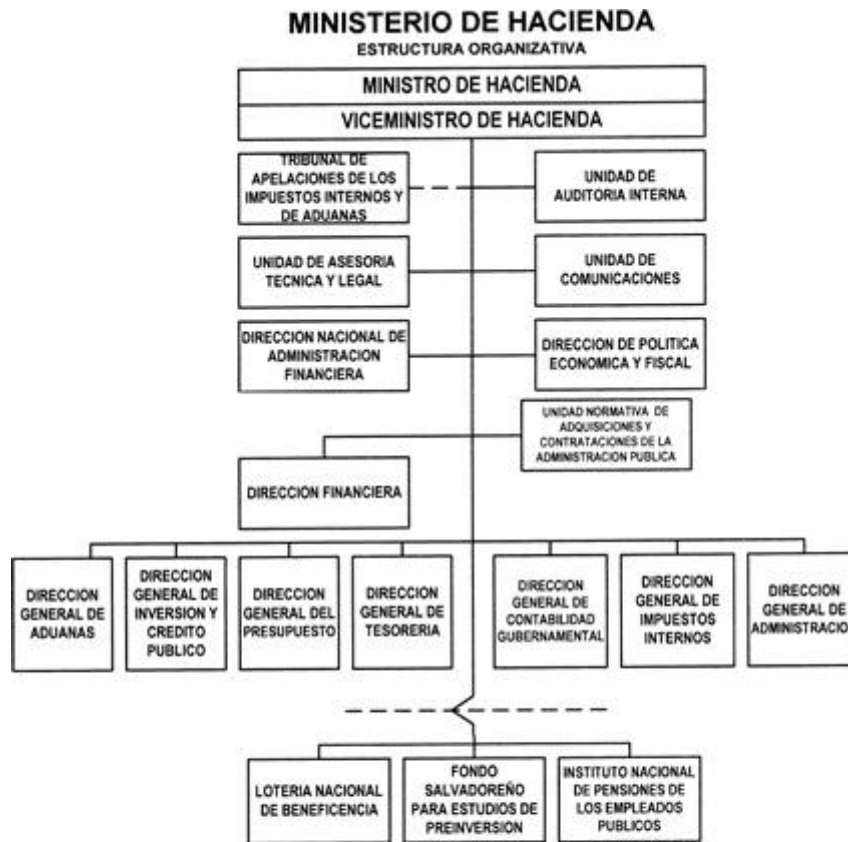 MINISTERIO DE HACIENDA
ESTRUCTURA ORGANIZATIVA
MINISTRO DE HACIENDA
VICEMINISTRO DE HACIENDA
TRIBUNAL DE
APELACIONES DE LOS
IMPUESTOS INTERNOS Y
DE ADUANAS
UNIDAD DE
AUDITORIA INTERNA
UNIDAD DE ASESORIA
TECNICA Y LEGAL
UNIDAD DE
COMUNICACIONES
DIRECCION NACIONAL DE
ADMINISTRACION
FINANCIERA
DIRECCION DE POLITICA
ECONOMICA Y FISCAL
UNIDAD NORMATIVA DE
ADQUISICIONES Y
CONTRATACIONES DE LA
ADMINISTRACION PUBLICA
DIRECCION FINANCIERA
DIRECCION
GENERAL DE
ADUANAS
DIRECCION
GENERAL DE
INVERSION Y
CREDITO
PUBLICO
DIRECCION
GENERAL DEL
PRESUPUESTO
DIRECCION
GENERAL DE
TESORERIA
DIRECCION
GENERAL DE
CONTABILIDAD
GUBERNAMENTAL
DIRECCION
GENERAL DE
IMPUESTOS
INTERNOS
DIRECCION
GENERAL DE
ADMINISTRACIO
LOTERIA NACIONAL
DE BENEFICENCIA
FONDO
SALVADOREÑO
PARA ESTUDIOS DE
PREINVERSION
INSTITUTO NACIONAL
DE PENSIONES DE
LOS EMPLEADOS
PUBLICOS